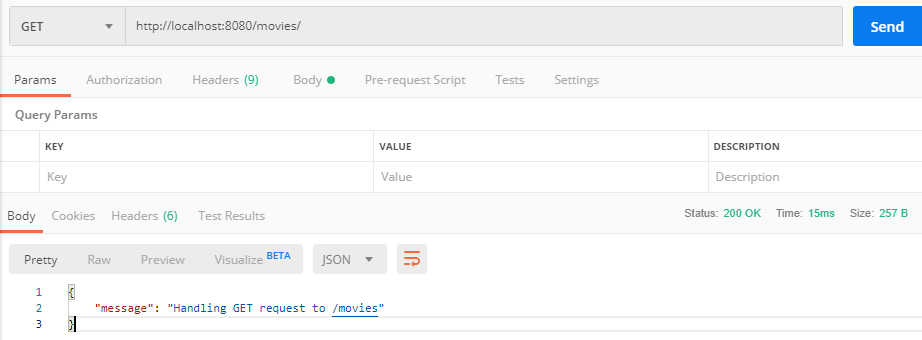 GET http://localhost:8080/movies/ Send
Params Authorization Headers (9) Body Pre-request Script Tests Settings
Query Params
KEY VALUE DESCRIPTION
Key Value Description
Body Cookies Headers (6) Test Results Status: 200 OK Time: 15ms Size: 257 B
Pretty Raw Preview Visualize BETA JSON
1 {
2 "message": "Handling GET request to /movies"
3 }